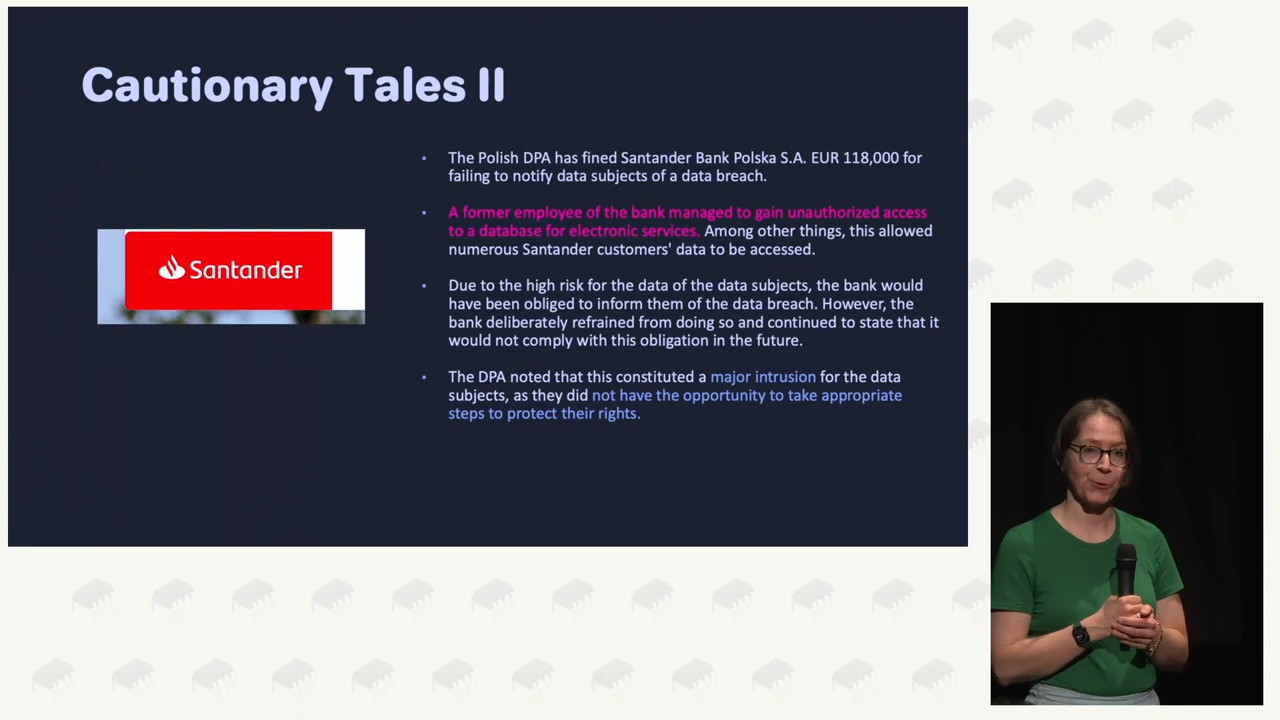 Cautionary Tales II
Santander
• The Polish DPA has fined Santander Bank Polska S.A. EUR 118,000 for
failing to notify data subjects of a data breach.
• A former employee of the bank managed to gain unauthorized access
to a database for electronic services. Among other things, this allowed
numerous Santander customers' data to be accessed.
• Due to the high risk for the data of the data subjects, the bank would
have been obliged to inform them of the data breach. However, the
bank deliberately refrained from doing so and continued to state that it
would not comply with this obligation in the future.
• The DPA noted that this constituted a major intrusion for the data
subjects, as they did not have the opportunity to take appropriate
steps to protect their rights.